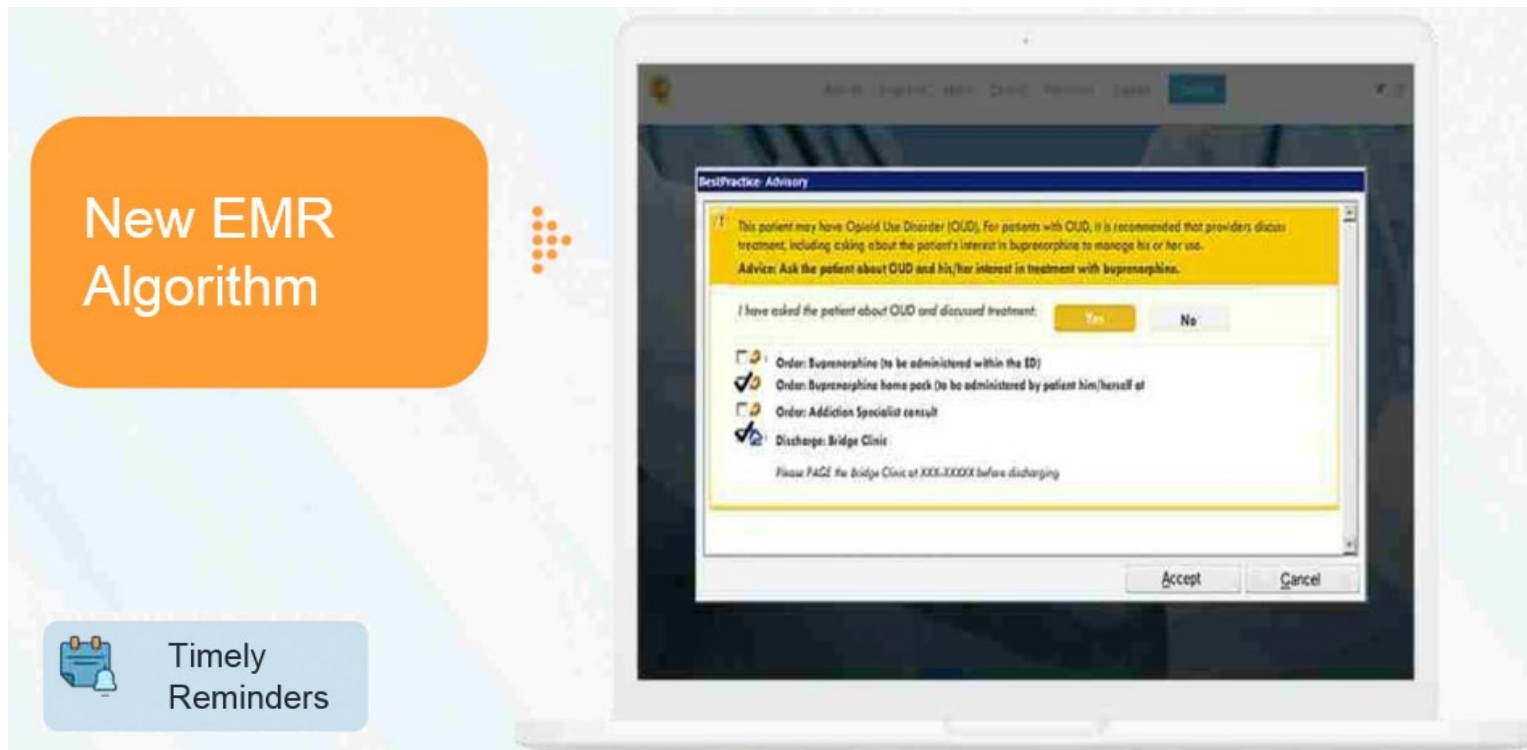 New EMR
Algorithm
Timely
Reminders
BestPractice Advisory
This patient may have Opioid Use Disorder (OUD). For patients with OUD, it is recommended that providers discuss
treatment, including asking about the patient's interest in buprenorphine to manage his or her use.
Advice: Ask the patient about OUD and his/her interest in treatment with buprenorphine.
I have asked the patient about OUD and discussed treatment:
Yes
No
Order: Buprenorphine (to be administered within the ED)
Order: Buprenorphine home pack (to be administered by patient him/herself at
Order: Addiction Specialist consult
Discharge: Bridge Clinic
Please PAGE the Bridge Clinic at XXX-XXXXX before discharging
Accept
Cancel